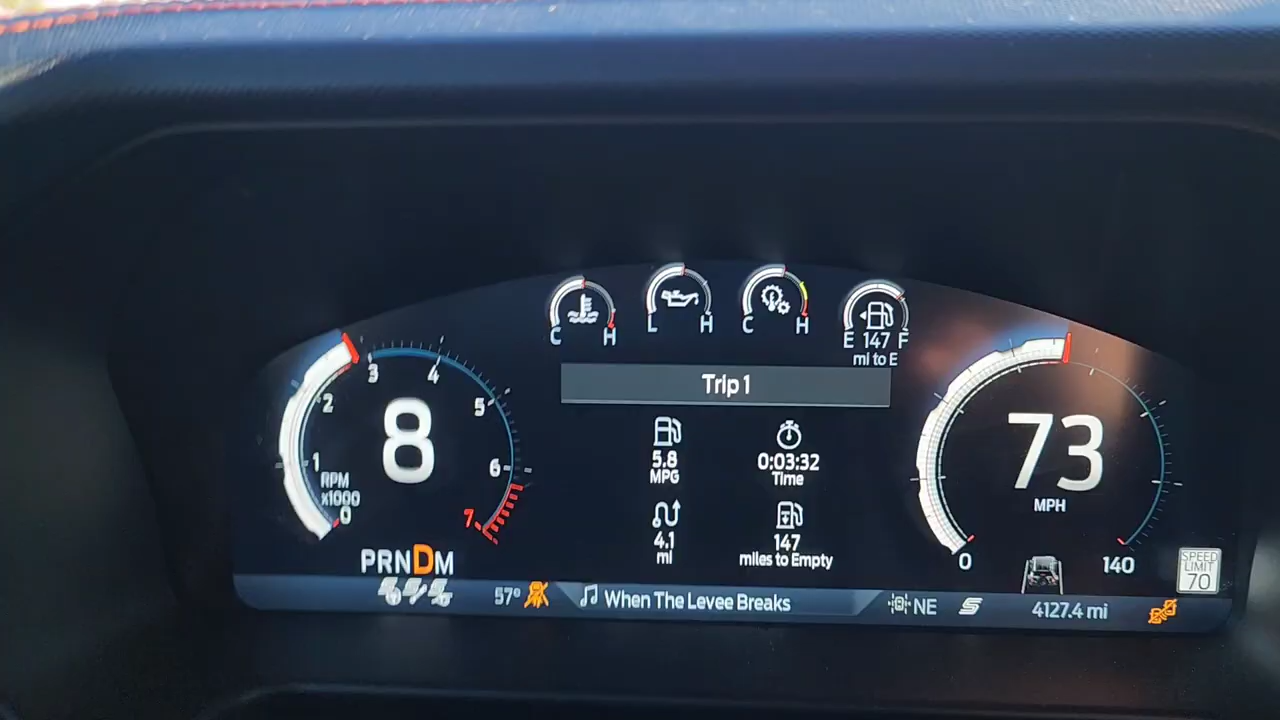 C H
L H
C H
E 147 F
mi to E
Trip 1
5.8
MPG
0:03:32
Time
4.1
mi
147
miles to Empty
0
1
2
3
4
5
6
7
8
RPM
x1000
PRNDM
73
MPH
0
140
SPEED
LIMIT
70
57°
When The Levee Breaks
NE
4127.4 mi